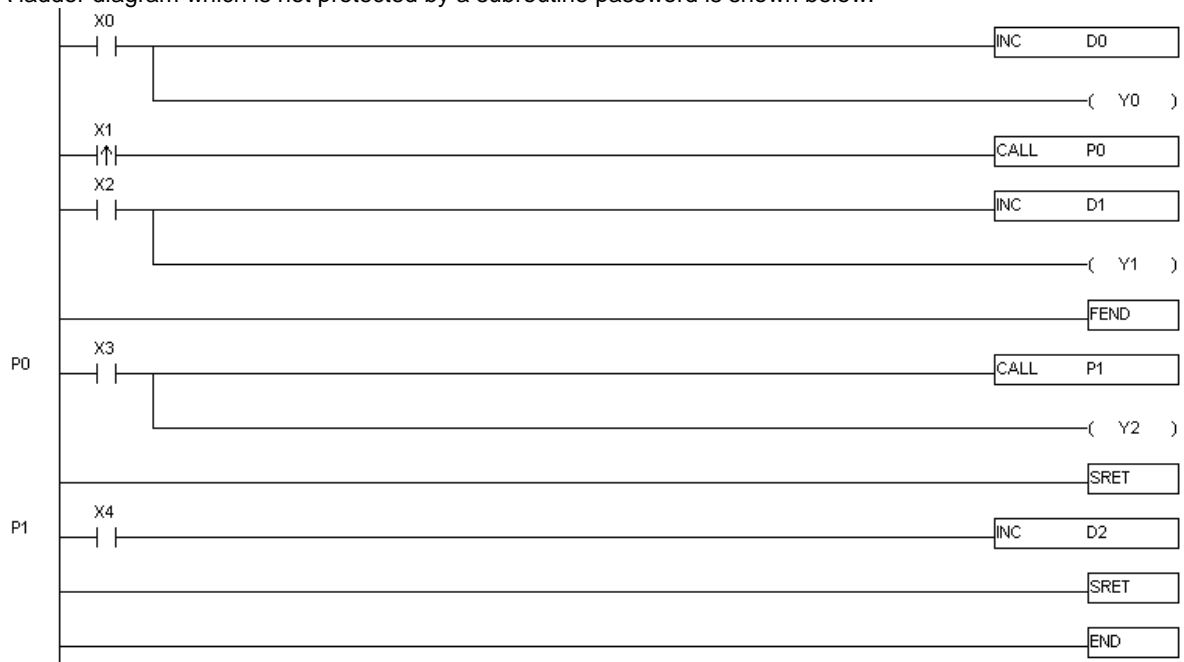 A ladder diagram which is not protected by a subroutine password is shown below.
X0
INC D0
( Y0 )
X1
CALL P0
X2
INC D1
( Y1 )
FEND
P0 X3
CALL P1
( Y2 )
SRET
P1 X4
INC D2
SRET
END